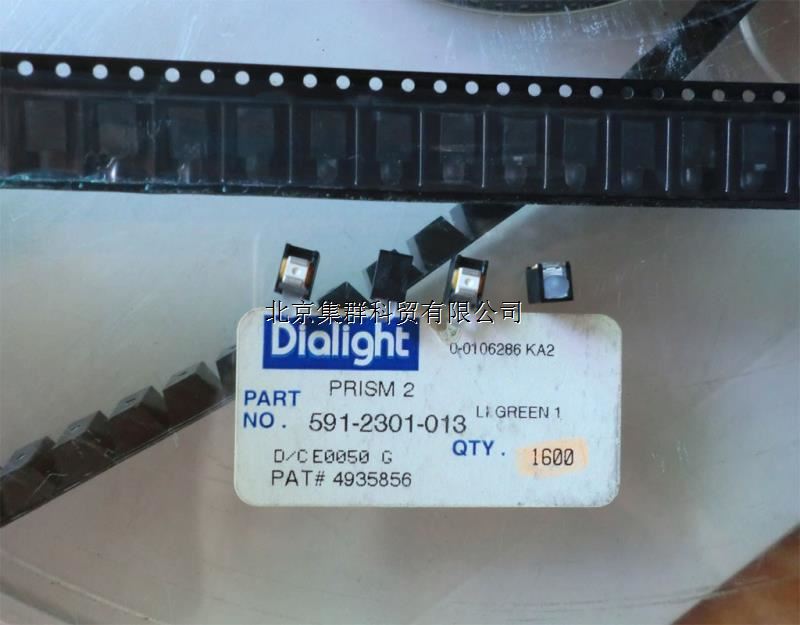 北京集群科贸有限公司
Dialight
0-0106286 KA2
PRISM 2
PART
NO. 591-2301-013
LI GREEN 1
QTY. 1600
D/C E0050 G
PAT# 4935856